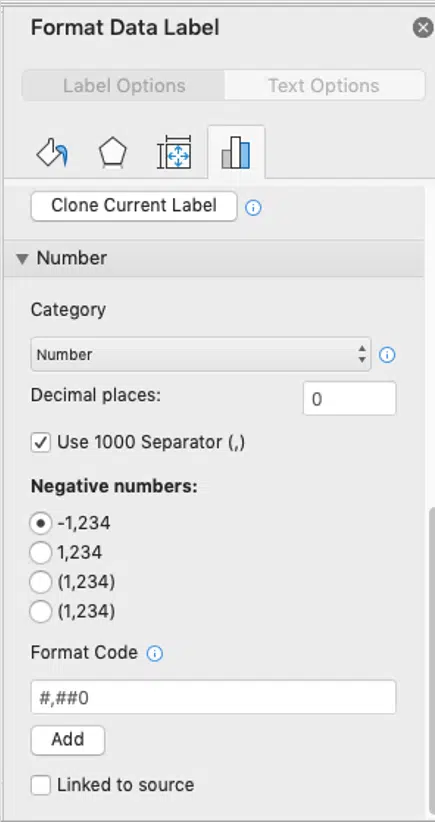 Format Data Label
Label Options Text Options
Clone Current Label
Number
Category
Number
Decimal places: 0
Use 1000 Separator (,)
Negative numbers:
-1,234
1,234
(1,234)
(1,234)
Format Code
#,##0
Add
Linked to source